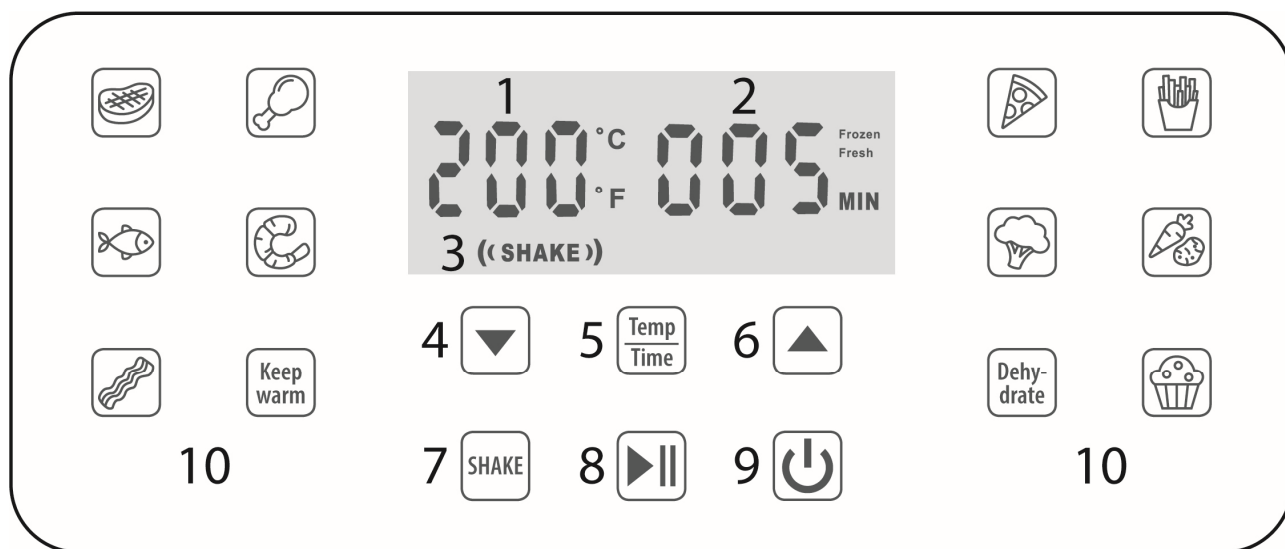 1
2
200 °C
°F
005
Frozen
Fresh
MIN
3
((SHAKE))
4
5
Temp
Time
6
Keep
warm
Dehy-
drate
10
7
SHAKE
8
9
10